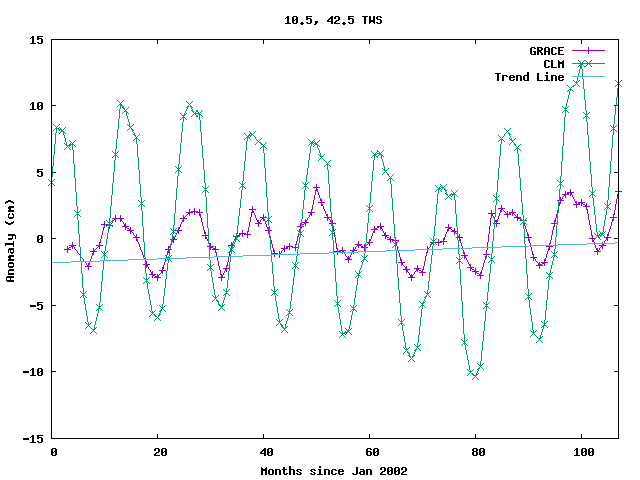 10.5, 42.5 TWS
GRACE
CLM
Trend Line
15
10
5
0
-5
-10
-15
Anomaly (cm)
0 20 40 60 80 100
Months since Jan 2002